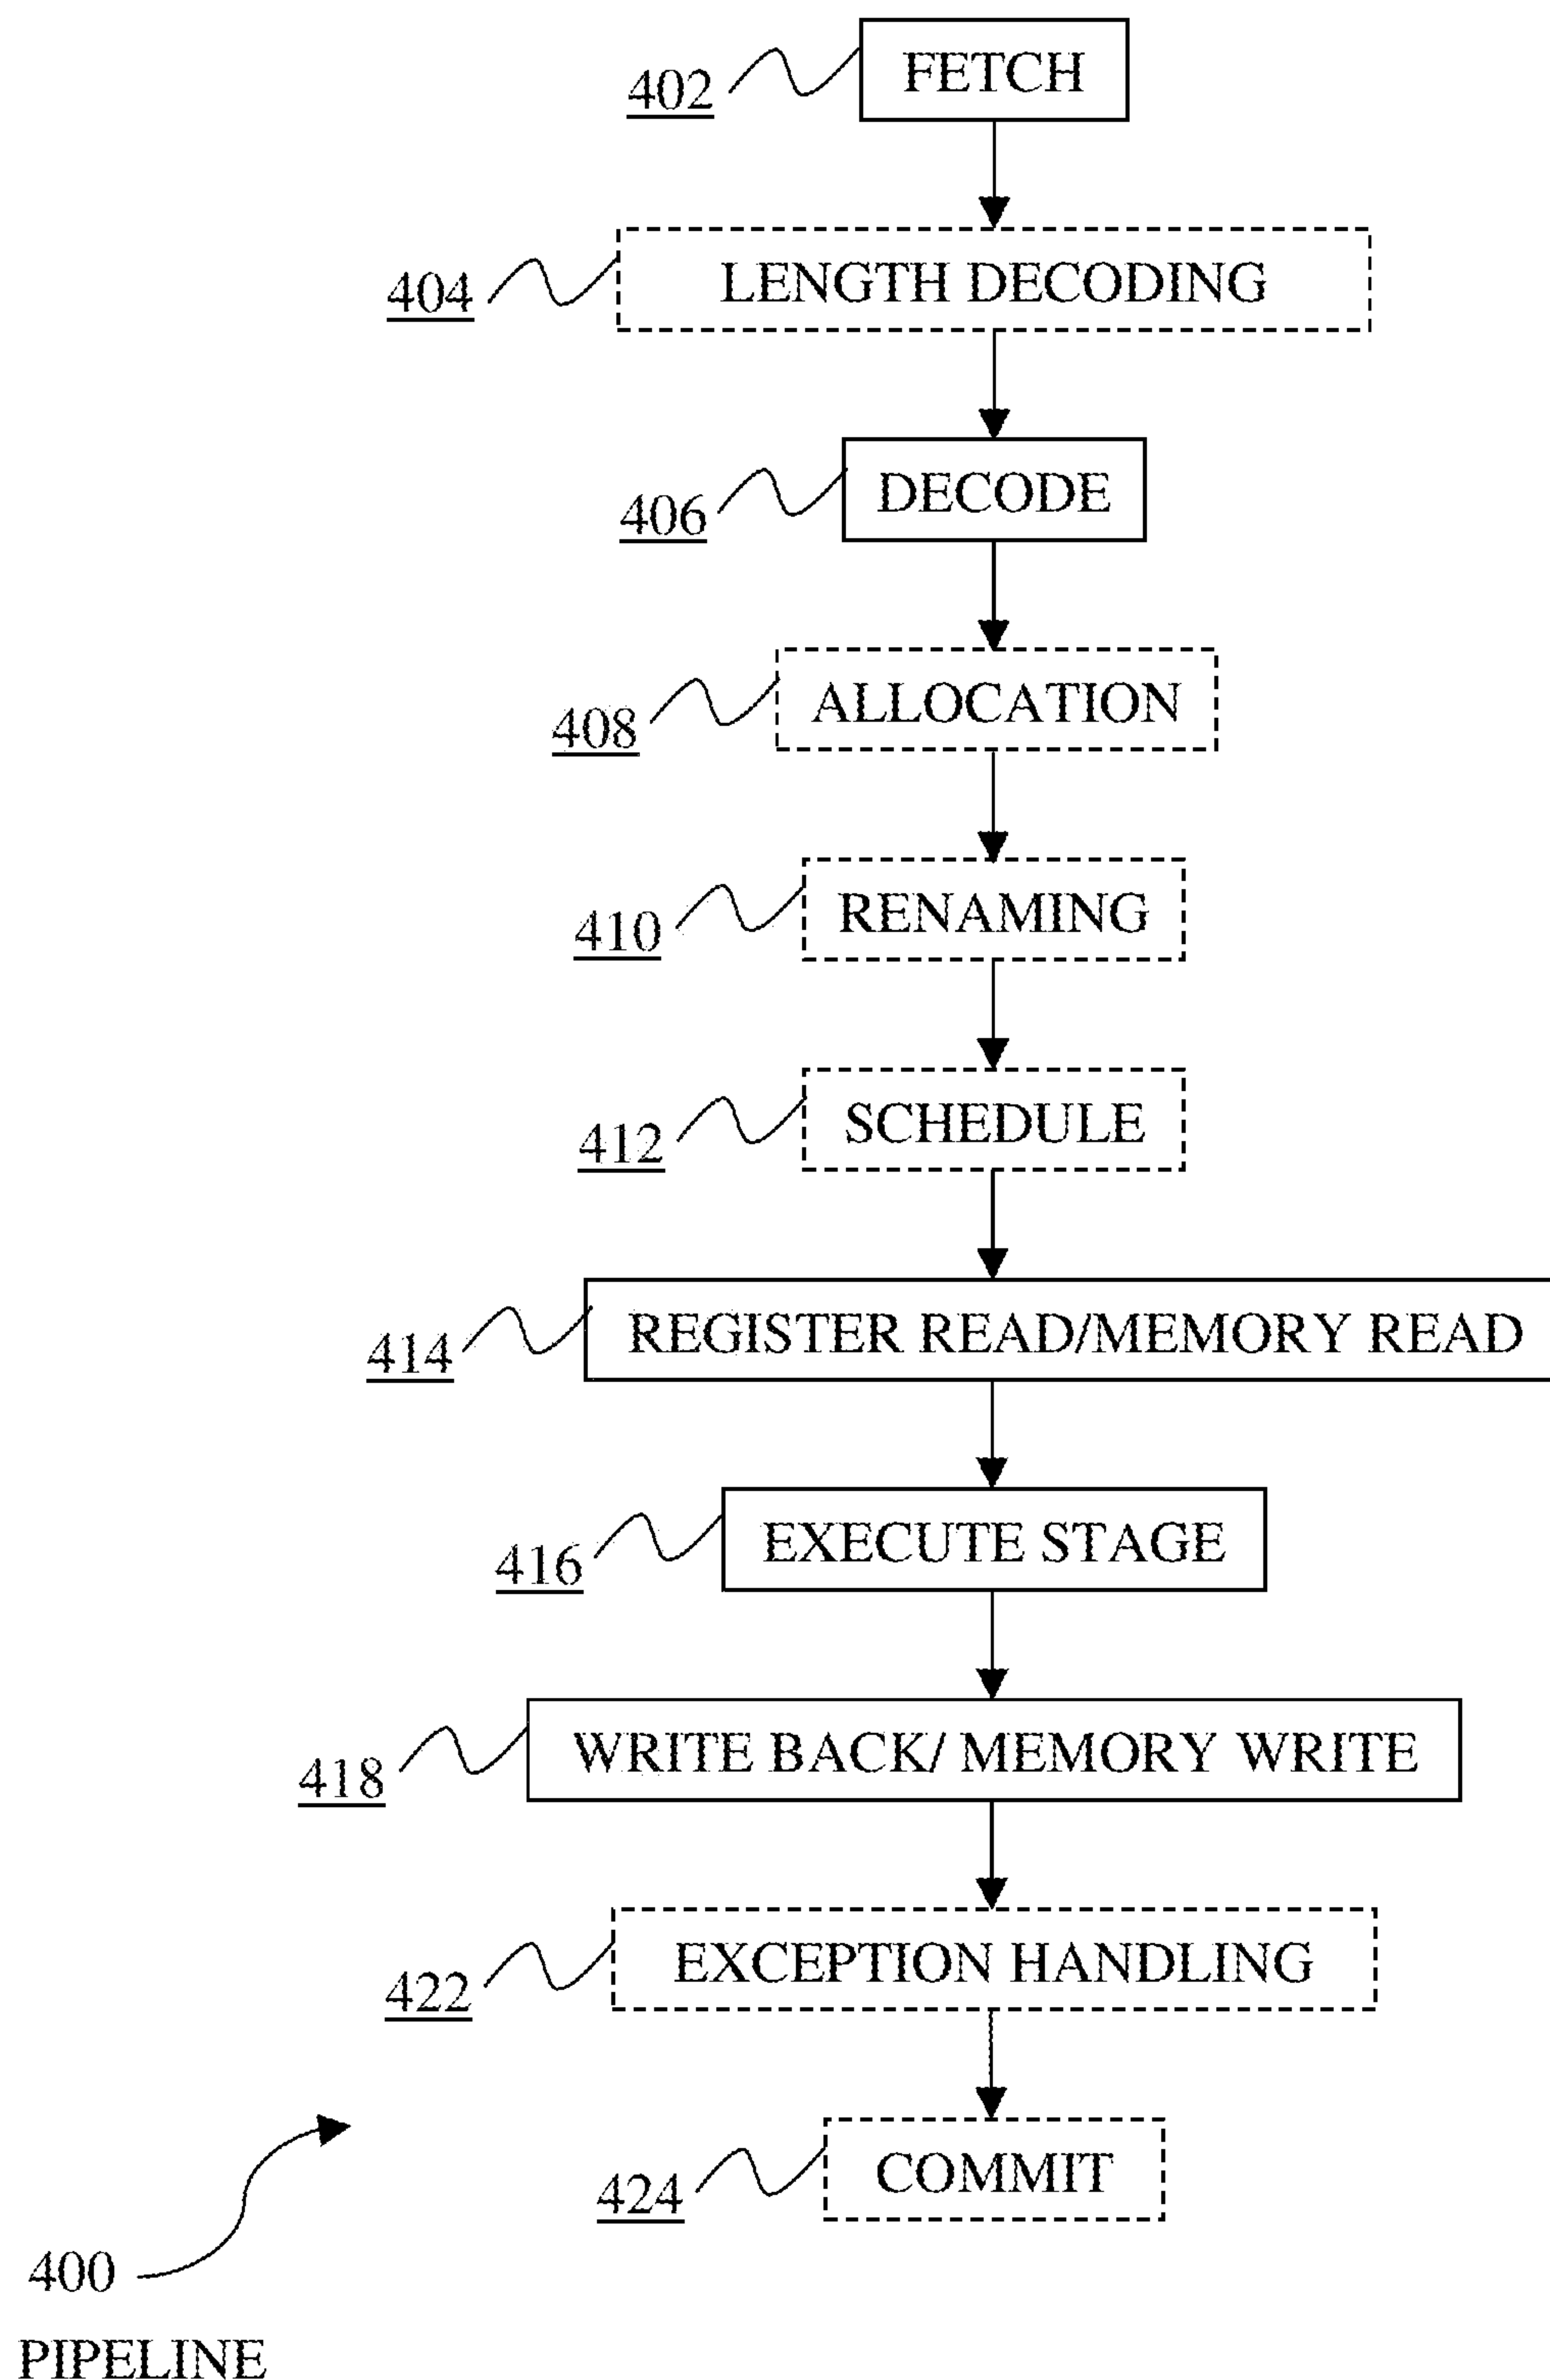 402 FETCH
404 LENGTH DECODING
406 DECODE
408 ALLOCATION
410 RENAMING
412 SCHEDULE
414 REGISTER READ/MEMORY READ
416 EXECUTE STAGE
418 WRITE BACK/ MEMORY WRITE
422 EXCEPTION HANDLING
424 COMMIT
400
PIPELINE